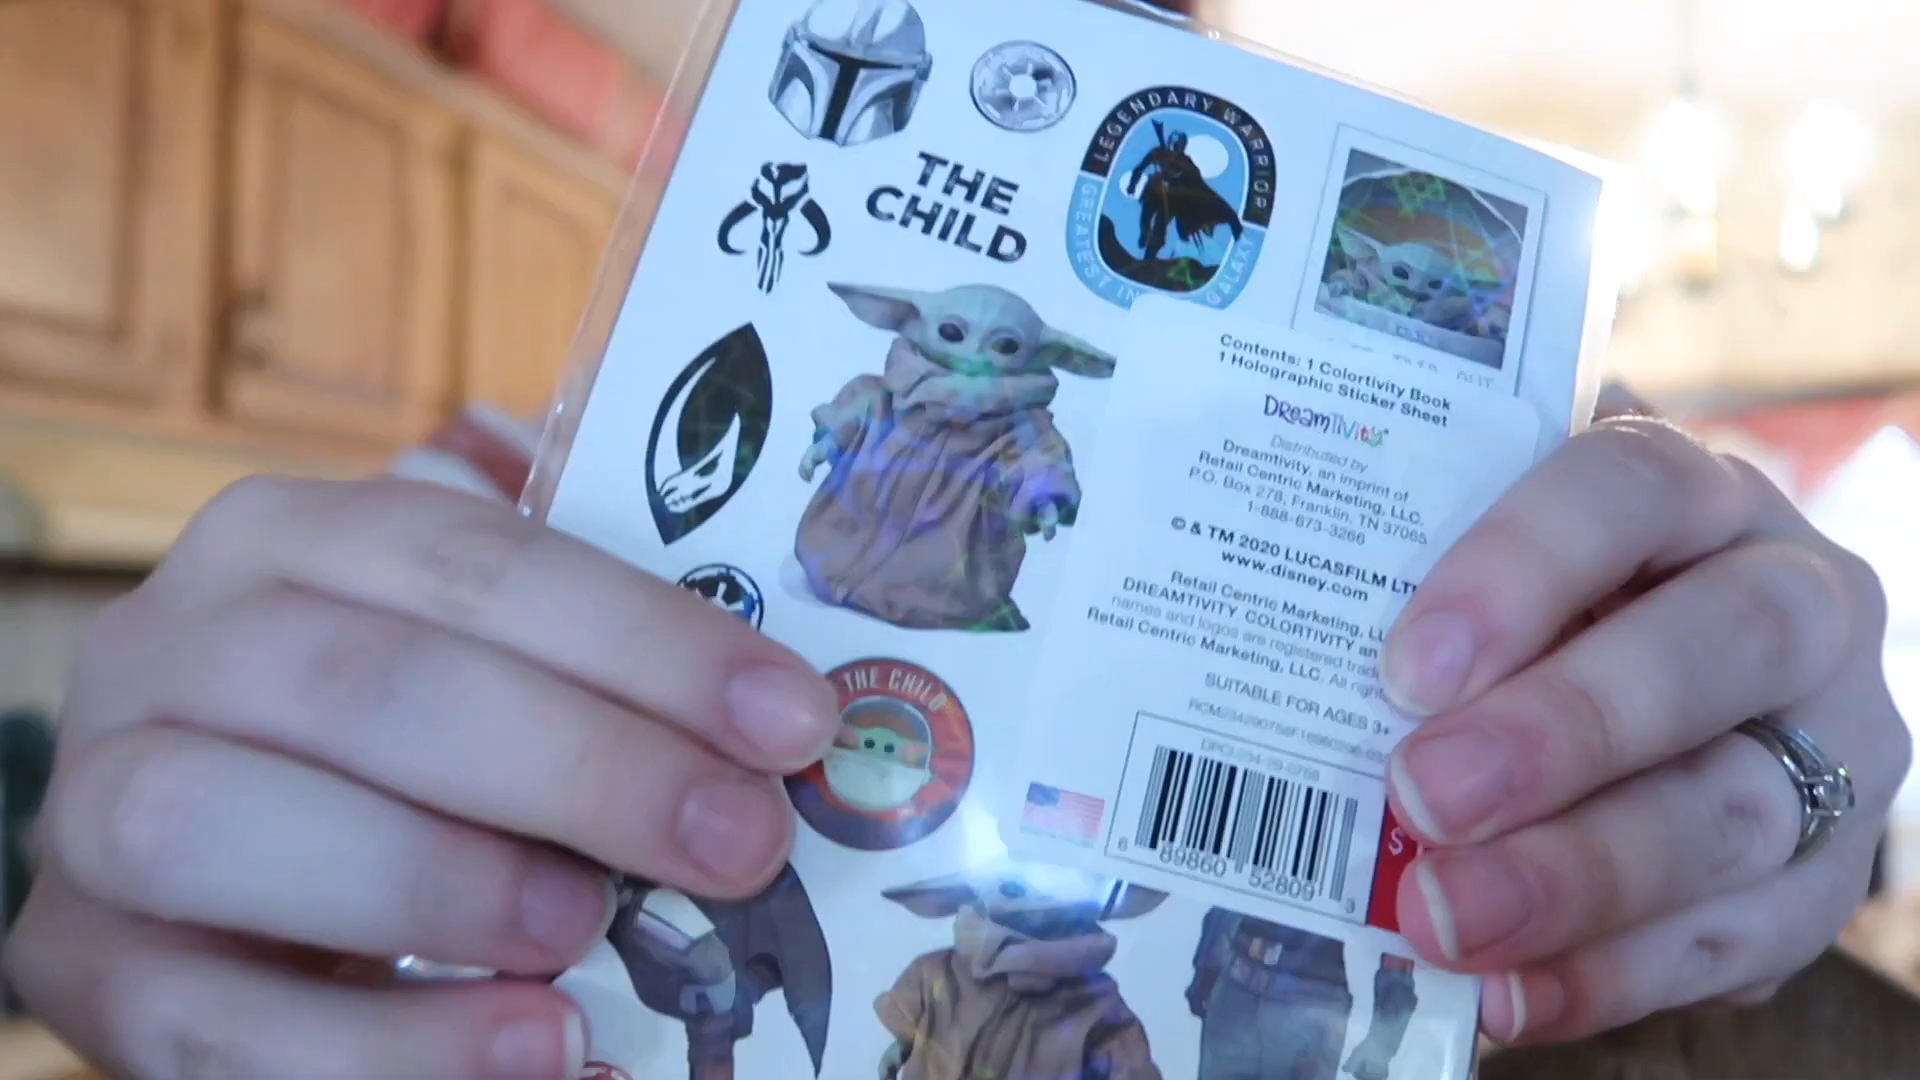 LEGENDARY WARRIOR
GREATEST IN
GALAXY
THE
CHILD
Contents: 1 Colortivity Book
1 Holographic Sticker Sheet
DReamTivity®
Distributed by
Dreamtivity, an imprint of
Retail Centric Marketing, LLC.
P.O. Box 278, Franklin, TN 37065
1-888-673-3266
© & TM 2020 LUCASFILM LT
www.disney.com
Retail Centric Marketing, LL
DREAMTIVITY COLORTIVITY an
names and logos are registered trad
Retail Centric Marketing, LLC. All righ
SUITABLE FOR AGES 3+
THE CHILD
6 89860 52809 3
$